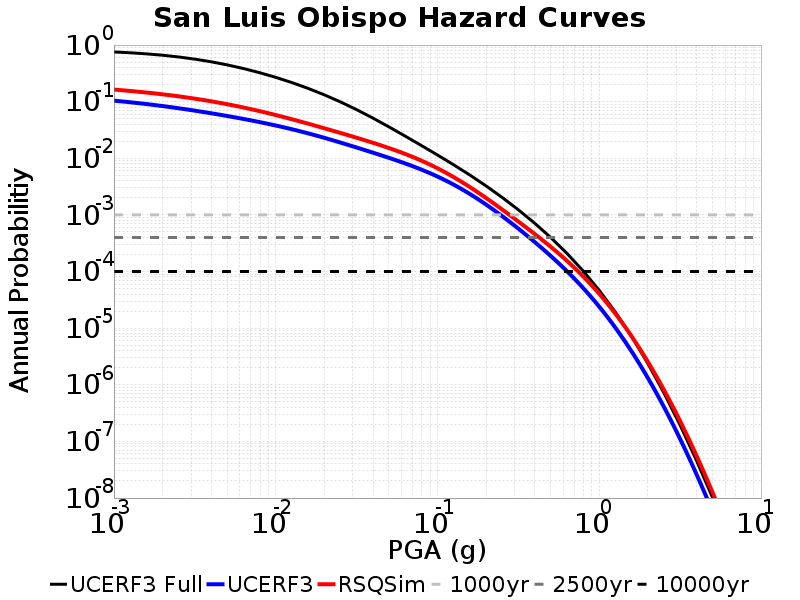 San Luis Obispo Hazard Curves
10^0
10^-1
10^-2
10^-3
10^-4
10^-5
10^-6
10^-7
10^-8
Annual Probabilitiy
10^-3 10^-2 10^-1 10^0 10^1
PGA (g)
UCERF3 Full UCERF3 RSQSim 1000yr 2500yr 10000yr